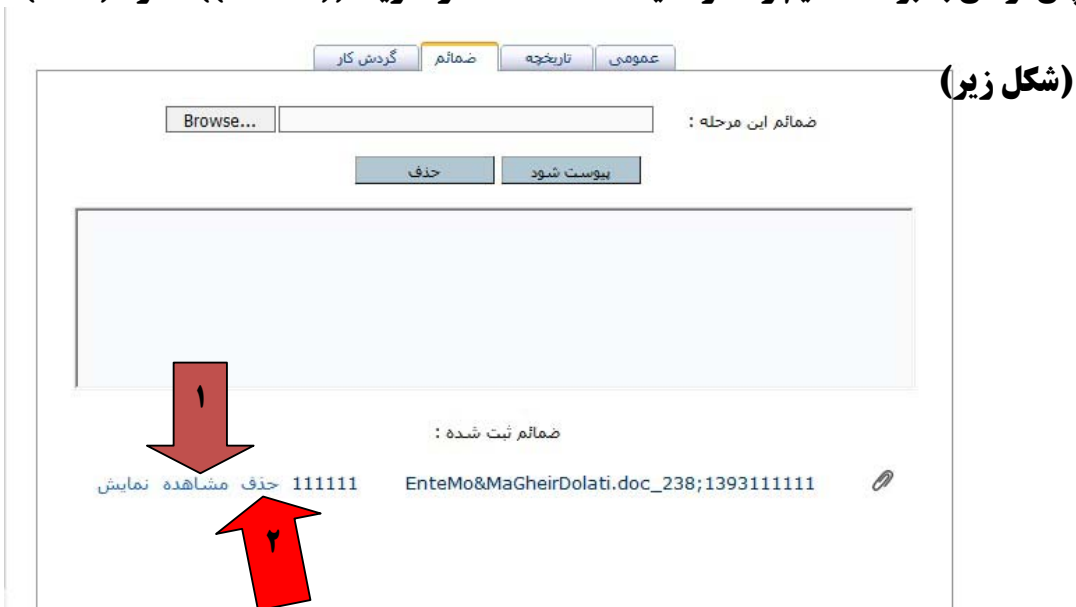 (شکل زیر)
عمومی تاریخچه ضمائم گردش کار
ضمائم این مرحله : Browse...
پیوست شود حذف
۱
ضمائم ثبت شده :
EnteMo&MaGheirDolati.doc_238;1393111111 111111 حذف مشاهده نمایش
۲